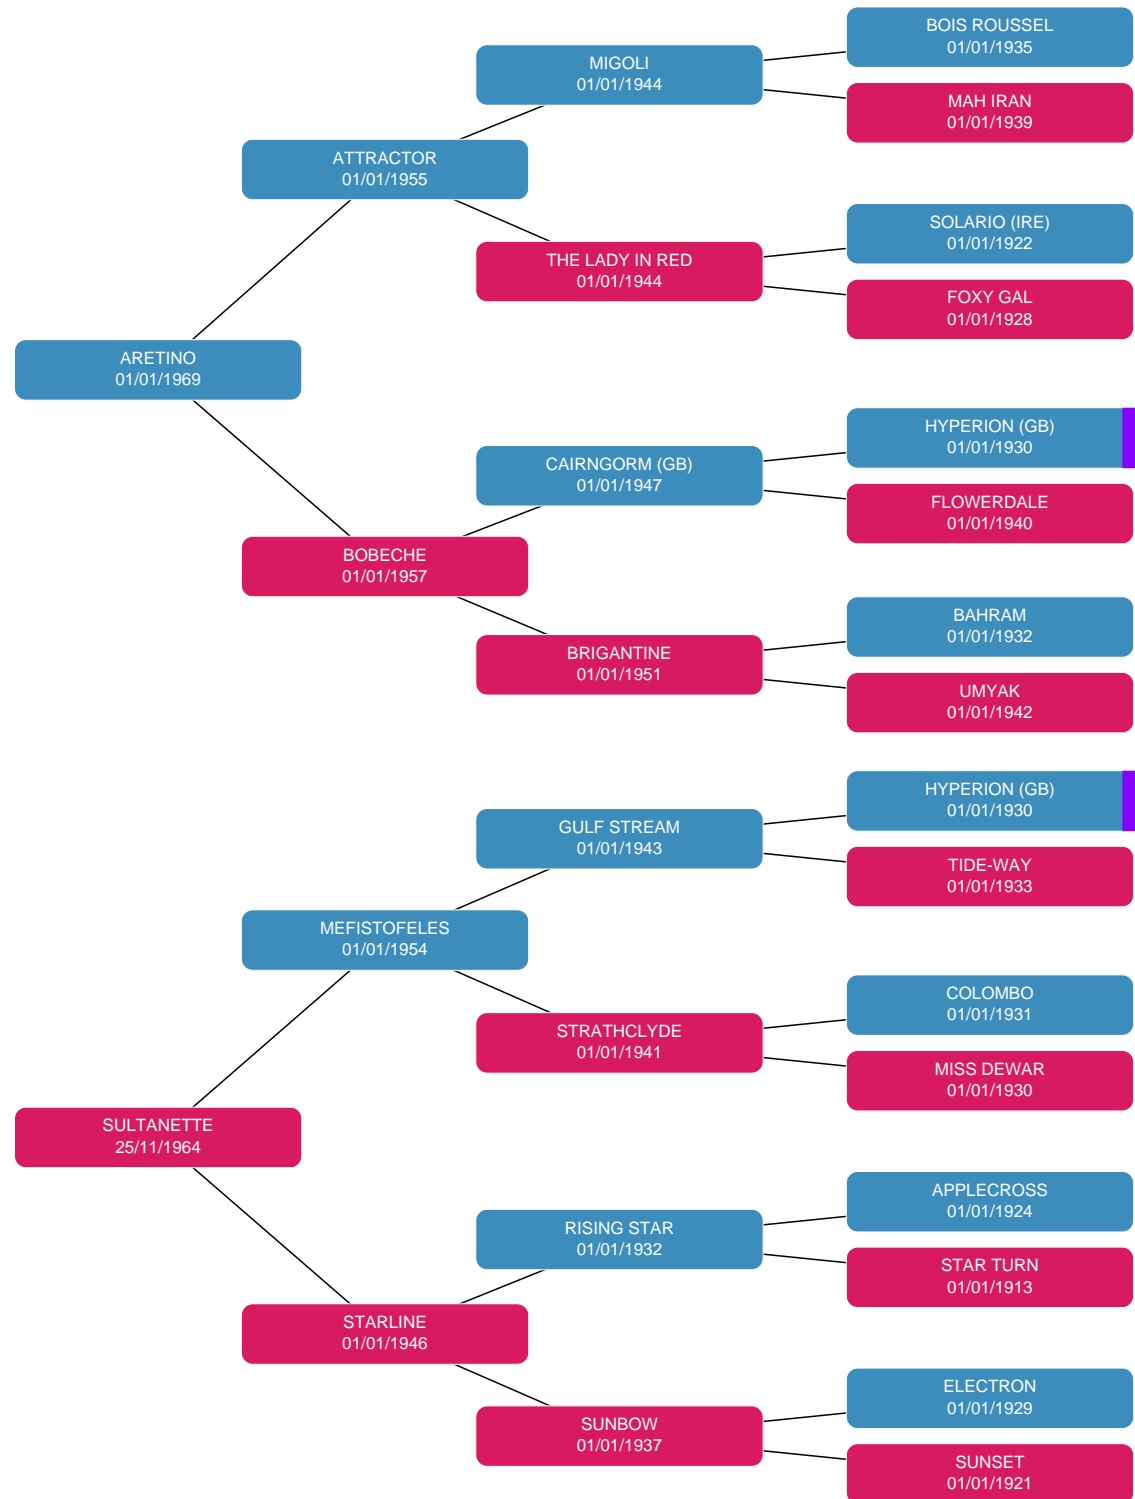 BOIS ROUSSEL
01/01/1935
MIGOLI
01/01/1944
MAH IRAN
01/01/1939
ATTRACTOR
01/01/1955
SOLARIO (IRE)
01/01/1922
THE LADY IN RED
01/01/1944
FOXY GAL
01/01/1928
ARETINO
01/01/1969
HYPERION (GB)
01/01/1930
CAIRNGORM (GB)
01/01/1947
FLOWERDALE
01/01/1940
BOBECHE
01/01/1957
BAHRAM
01/01/1932
BRIGANTINE
01/01/1951
UMYAK
01/01/1942
HYPERION (GB)
01/01/1930
GULF STREAM
01/01/1943
TIDE-WAY
01/01/1933
MEFISTOFELES
01/01/1954
COLOMBO
01/01/1931
STRATHCLYDE
01/01/1941
MISS DEWAR
01/01/1930
SULTANETTE
25/11/1964
APPLECROSS
01/01/1924
RISING STAR
01/01/1932
STAR TURN
01/01/1913
STARLINE
01/01/1946
ELECTRON
01/01/1929
SUNBOW
01/01/1937
SUNSET
01/01/1921